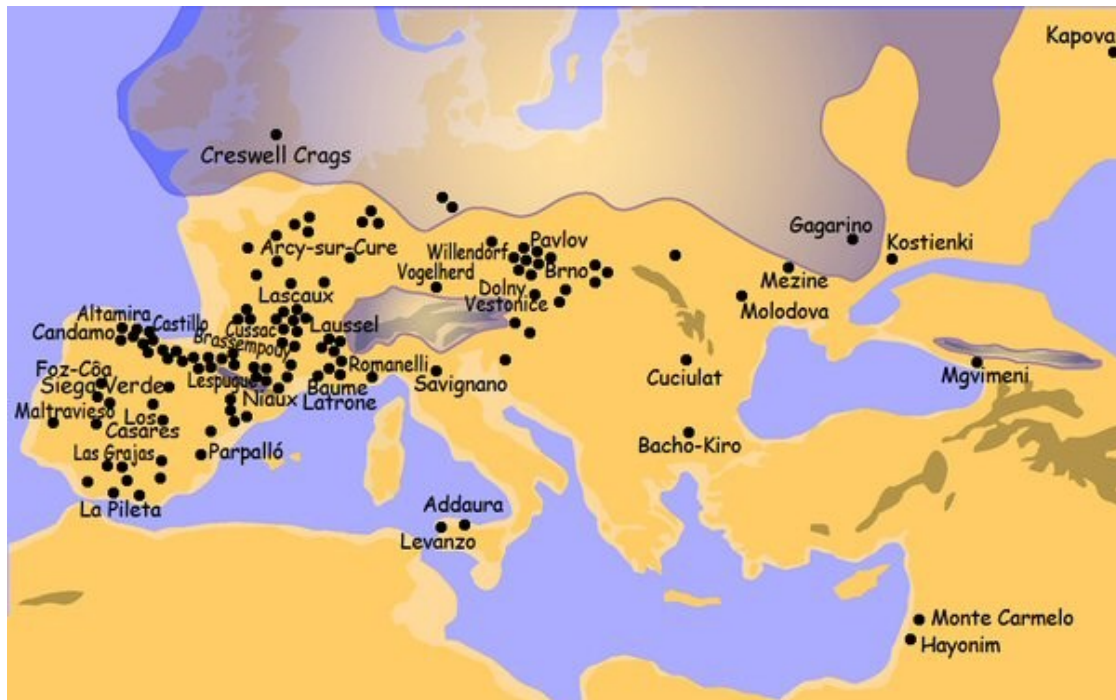 Kapova
Creswell Crags
Gagarino
Kostienki
Arcy-sur-Cure
Willendorf
Pavlov
Vogelherd
Brno
Mezine
Dolny
Vestonice
Molodova
Lascaux
Altamira
Candamo
Castillo
Cussac
Laussel
Brassempouy
Romanelli
Foz-Côa
Siega Verde
Lespugue
Niaux
Baume
Latrone
Savignano
Cuciulat
Mgvimeni
Maltravieso
Los
Casares
Las Grajas
Parpalló
Bacho-Kiro
La Pileta
Addaura
Levanzo
Monte Carmelo
Hayonim